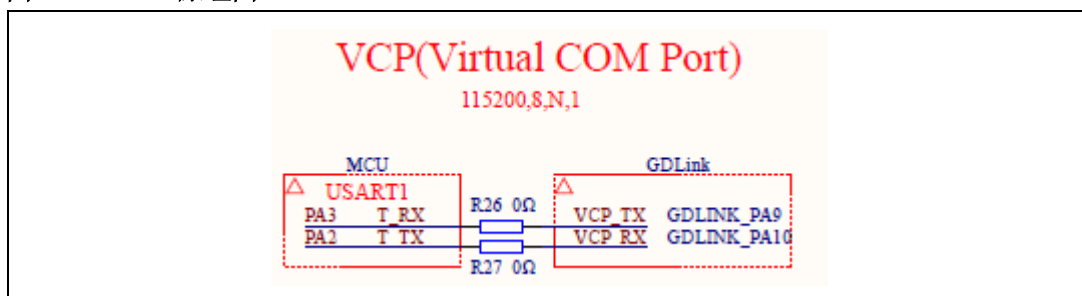 VCP(Virtual COM Port)
115200,8,N,1
MCU
GDLink
USART1
PA3 T_RX R26 0Ω VCP_TX GDLINK_PA9
PA2 T_TX VCP_RX GDLINK_PA10
R27 0Ω